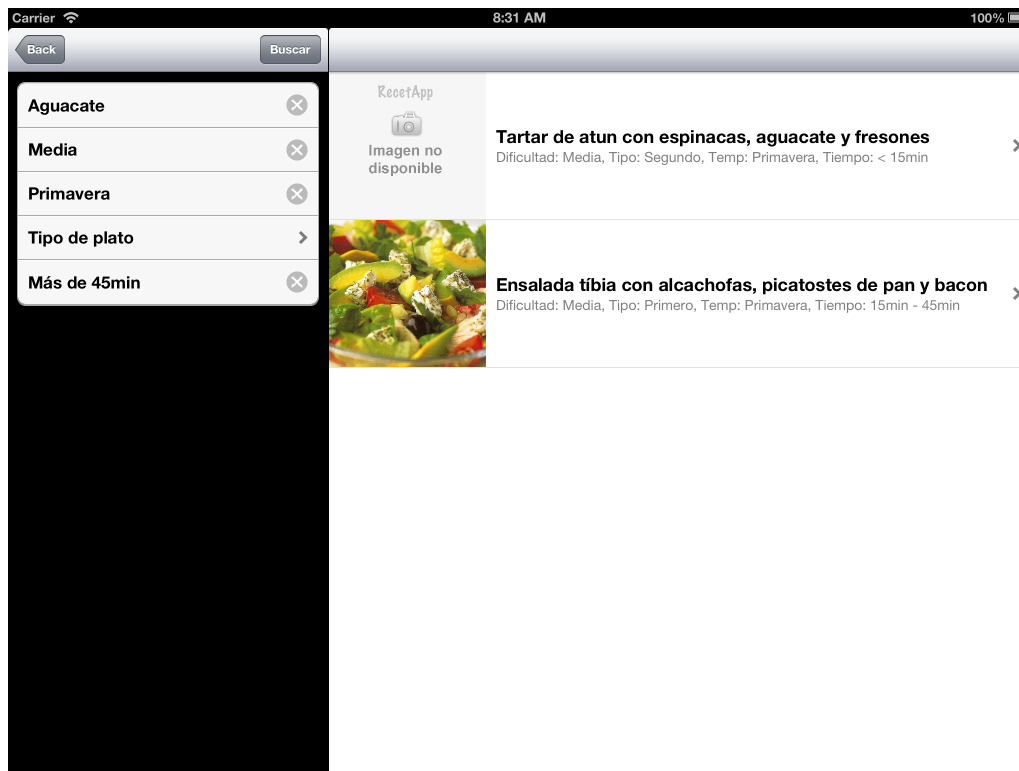 Carrier 8:31 AM 100%
Back Buscar
Aguacate
Media
Primavera
Tipo de plato
Más de 45min
RecetApp
Imagen no
disponible
Tartar de atun con espinacas, aguacate y fresones
Dificultad: Media, Tipo: Segundo, Temp: Primavera, Tiempo: < 15min
Ensalada tíbia con alcachofas, picatostes de pan y bacon
Dificultad: Media, Tipo: Primero, Temp: Primavera, Tiempo: 15min - 45min